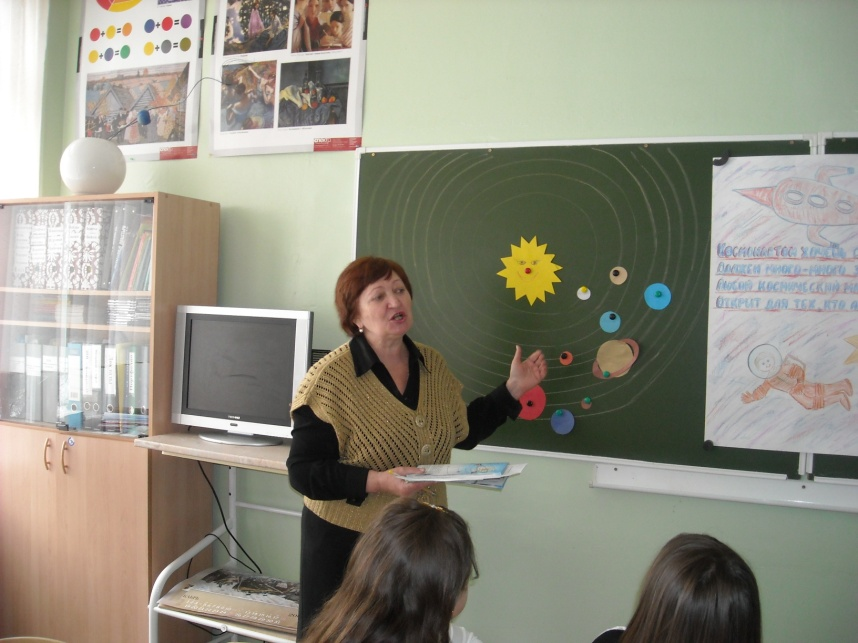 КОСМОНАВТОМ ХОЧЕШЬ
ДОЛЖЕН МНОГО-МНОГО
ЛЮБОЙ КОСМИЧЕСКИЙ
ОТКРЫТ ДЛЯ ТЕХ, КТО